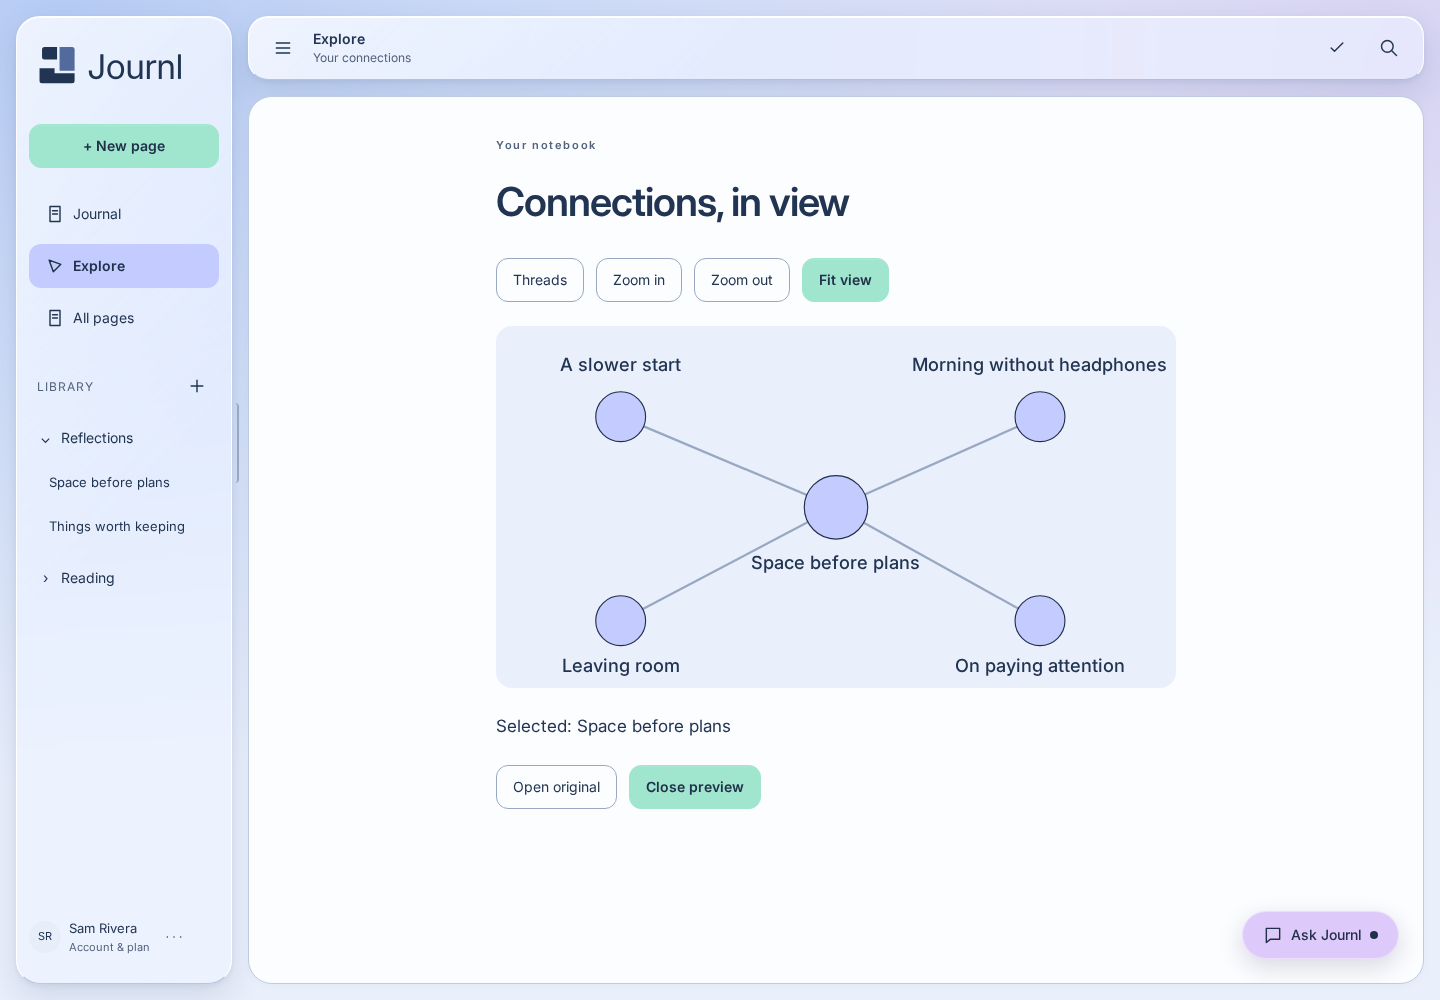 Journl
+ New page
Journal
Explore
All pages
LIBRARY
Reflections
Space before plans
Things worth keeping
Reading
SR
Sam Rivera
Account & plan
Explore
Your connections
Your notebook
Connections, in view
Threads
Zoom in
Zoom out
Fit view
A slower start
Morning without headphones
Space before plans
Leaving room
On paying attention
Selected: Space before plans
Open original
Close preview
Ask Journl